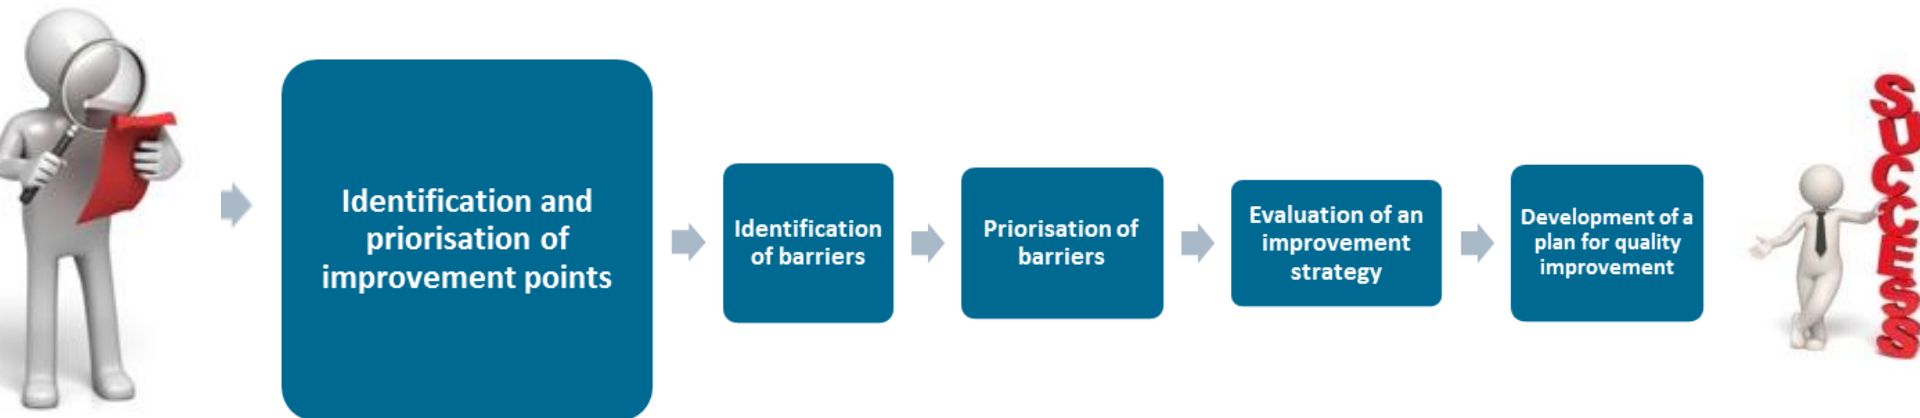 Identification and
priorisation of
improvement points
Identification
of barriers
Priorisation of
barriers
Evaluation of an
improvement
strategy
Development of a
plan for quality
improvement
SUCCESS